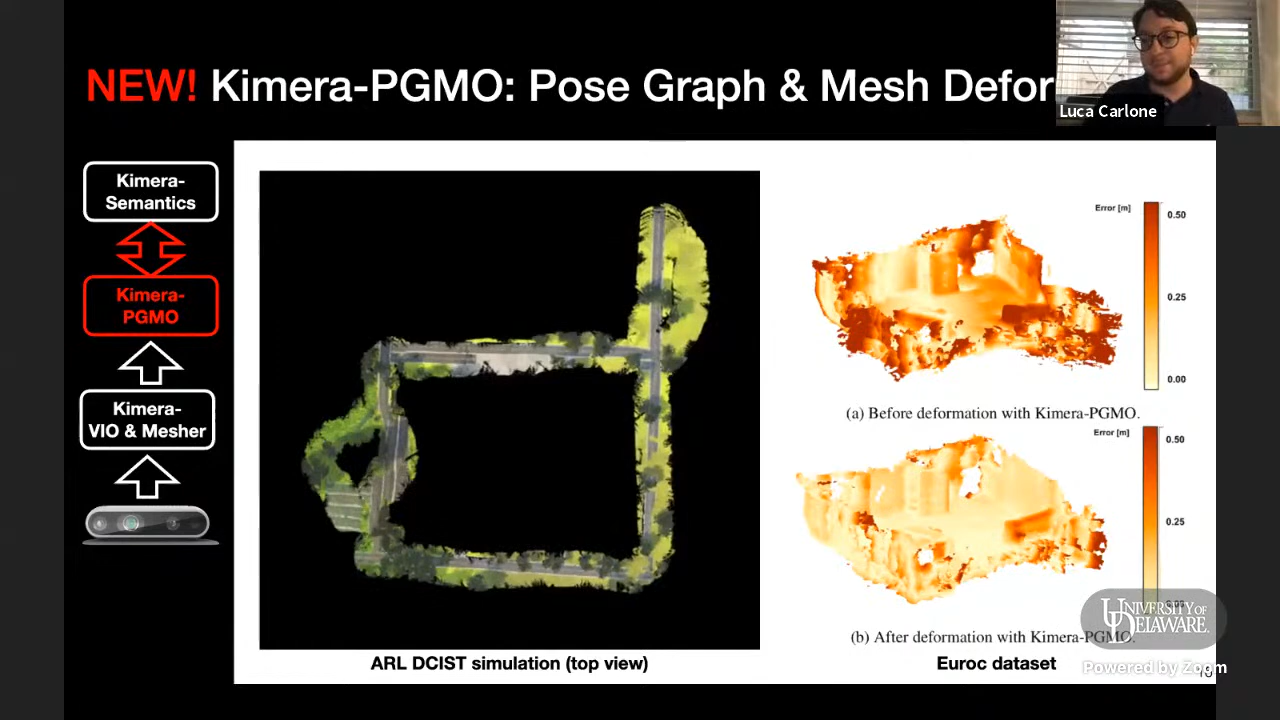 NEW! Kimera-PGMO: Pose Graph & Mesh Defor
Luca Carlone
Kimera-
Semantics
Kimera-
PGMO
Kimera-
VIO & Mesher
Error [m]
0.50
0.25
0.00
(a) Before deformation with Kimera-PGMO.
Error [m]
0.50
0.25
(b) After deformation with Kimera-PGMO.
ARL DCIST simulation (top view)
Euroc dataset
UNIVERSITY OF
DELAWARE.
Powered by Zoom